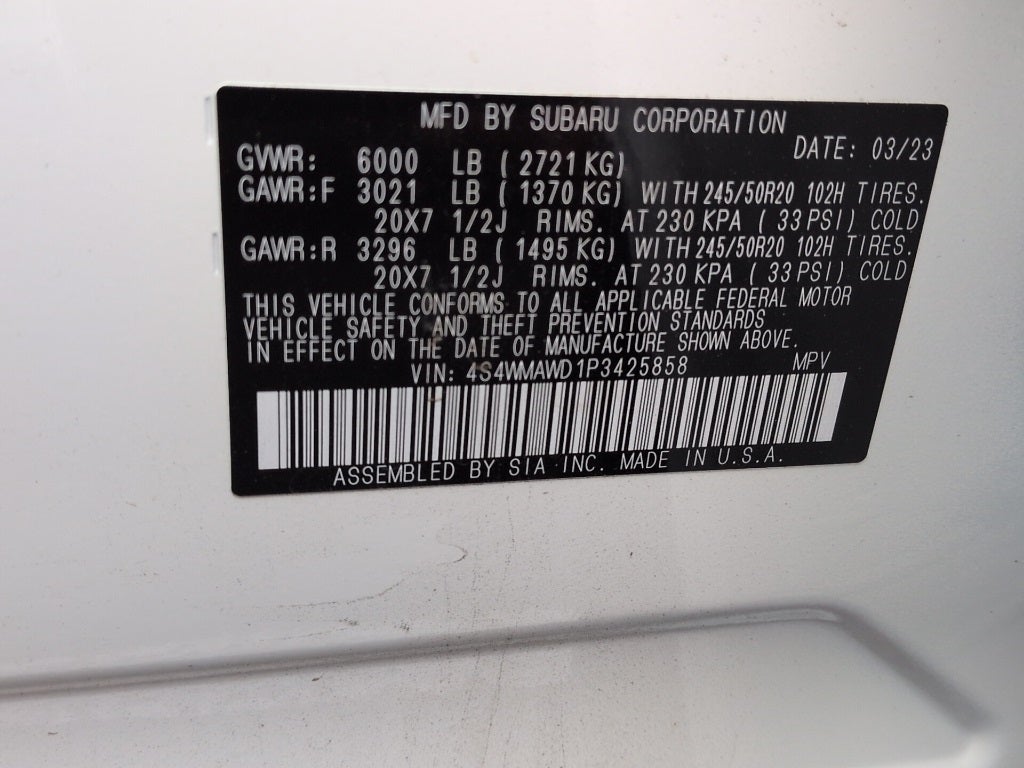 MFD BY SUBARU CORPORATION
DATE: 03/23
GVWR: 6000 LB ( 2721 KG)
GAWR:F 3021 LB ( 1370 KG) WITH 245/50R20 102H TIRES.
20X7 1/2J RIMS. AT 230 KPA ( 33 PSI) COLD
GAWR:R 3296 LB ( 1495 KG) WITH 245/50R20 102H TIRES.
20X7 1/2J RIMS. AT 230 KPA ( 33 PSI) COLD
THIS VEHICLE CONFORMS TO ALL APPLICABLE FEDERAL MOTOR
VEHICLE SAFETY AND THEFT PREVENTION STANDARDS
IN EFFECT ON THE DATE OF MANUFACTURE SHOWN ABOVE.
VIN: 4S4WMAWD1P3425858 MPV
ASSEMBLED BY SIA INC. MADE IN U.S.A.